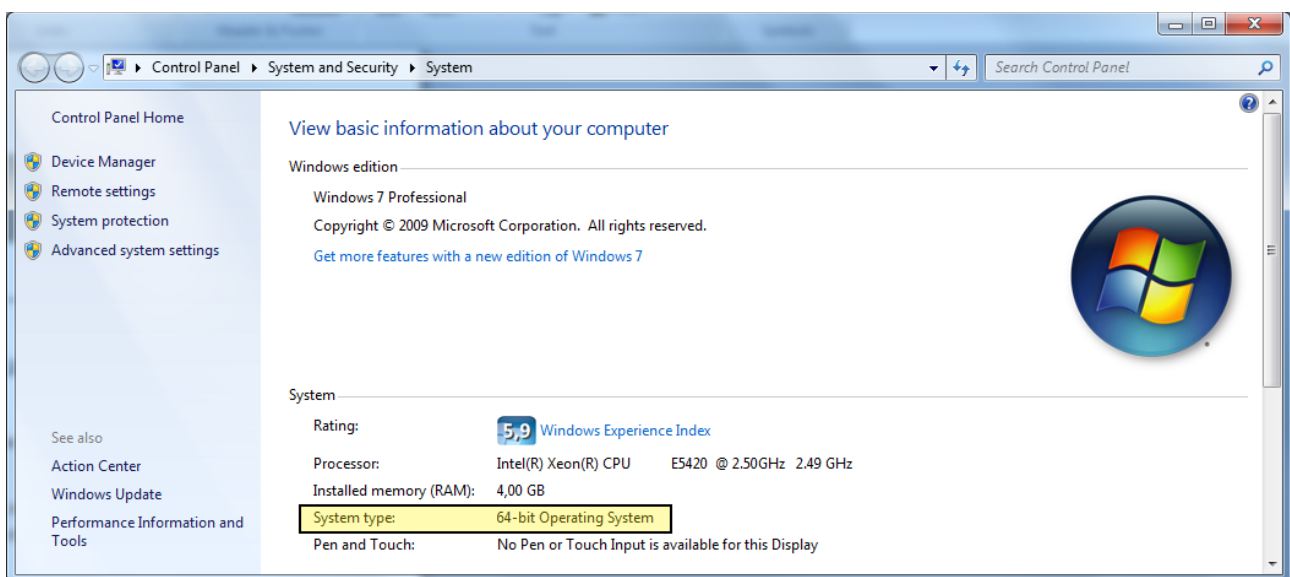 Control Panel ▸ System and Security ▸ System
Search Control Panel
Control Panel Home
Device Manager
Remote settings
System protection
Advanced system settings
See also
Action Center
Windows Update
Performance Information and
Tools
View basic information about your computer
Windows edition
Windows 7 Professional
Copyright © 2009 Microsoft Corporation. All rights reserved.
Get more features with a new edition of Windows 7
System
Rating: 5,9 Windows Experience Index
Processor: Intel(R) Xeon(R) CPU E5420 @ 2.50GHz 2.49 GHz
Installed memory (RAM): 4,00 GB
System type: 64-bit Operating System
Pen and Touch: No Pen or Touch Input is available for this Display